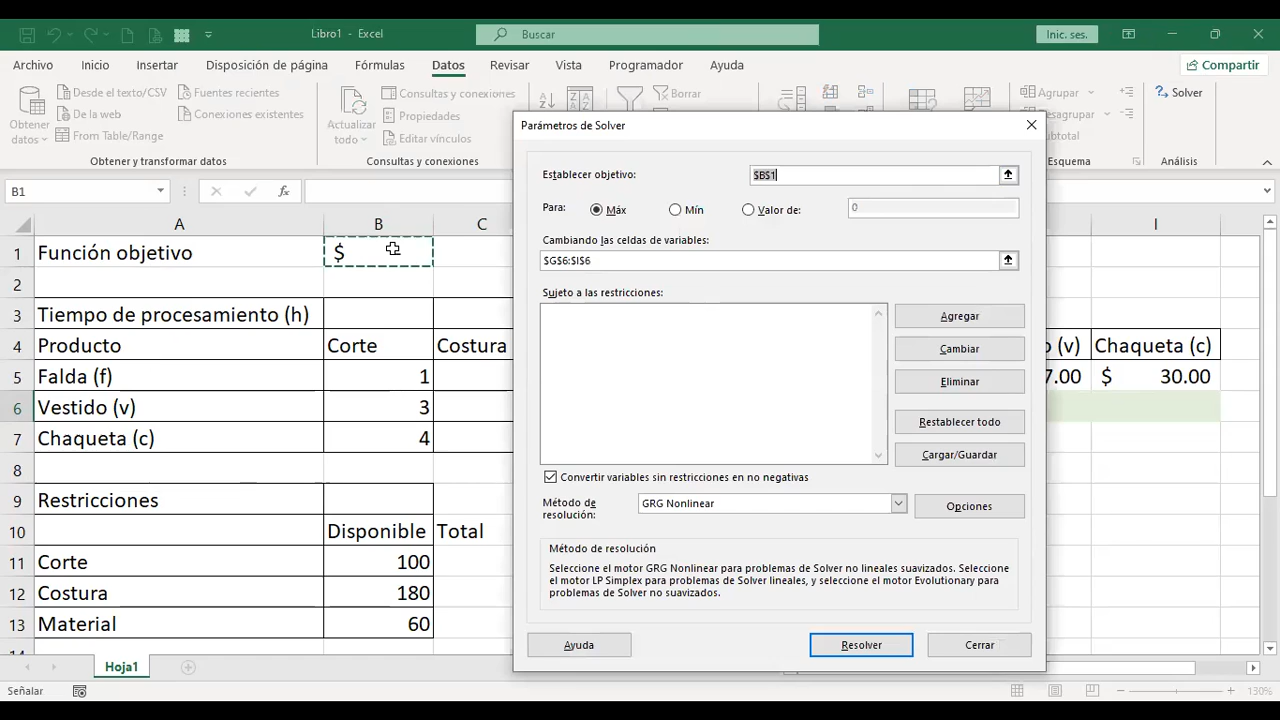 Libro1 - Excel
Buscar
Inic. ses.
Archivo Inicio Insertar Disposición de página Fórmulas Datos Revisar Vista Programador Ayuda
Compartir
Obtener datos
Desde el texto/CSV
De la web
From Table/Range
Fuentes recientes
Conexiones existentes
Obtener y transformar datos
Actualizar todo
Consultas y conexiones
Propiedades
Editar vínculos
Consultas y conexiones
Borrar
Agrupar
Desagrupar
Subtotal
Esquema
Solver
Análisis
B1
fx
A B C I
1 Función objetivo $
2
3 Tiempo de procesamiento (h)
4 Producto Corte Costura (v) Chaqueta (c)
5 Falda (f) 1 7.00 $ 30.00
6 Vestido (v) 3
7 Chaqueta (c) 4
8
9 Restricciones
10 Disponible Total
11 Corte 100
12 Costura 180
13 Material 60
14
Parámetros de Solver
Establecer objetivo: $B$1
Para: Máx Mín Valor de: 0
Cambiando las celdas de variables:
$G$6:$I$6
Sujeto a las restricciones:
Agregar
Cambiar
Eliminar
Restablecer todo
Cargar/Guardar
Convertir variables sin restricciones en no negativas
Método de resolución: GRG Nonlinear
Opciones
Método de resolución
Seleccione el motor GRG Nonlinear para problemas de Solver no lineales suavizados. Seleccione
el motor LP Simplex para problemas de Solver lineales, y seleccione el motor Evolutionary para
problemas de Solver no suavizados.
Ayuda Resolver Cerrar
Hoja1
Señalar
130%